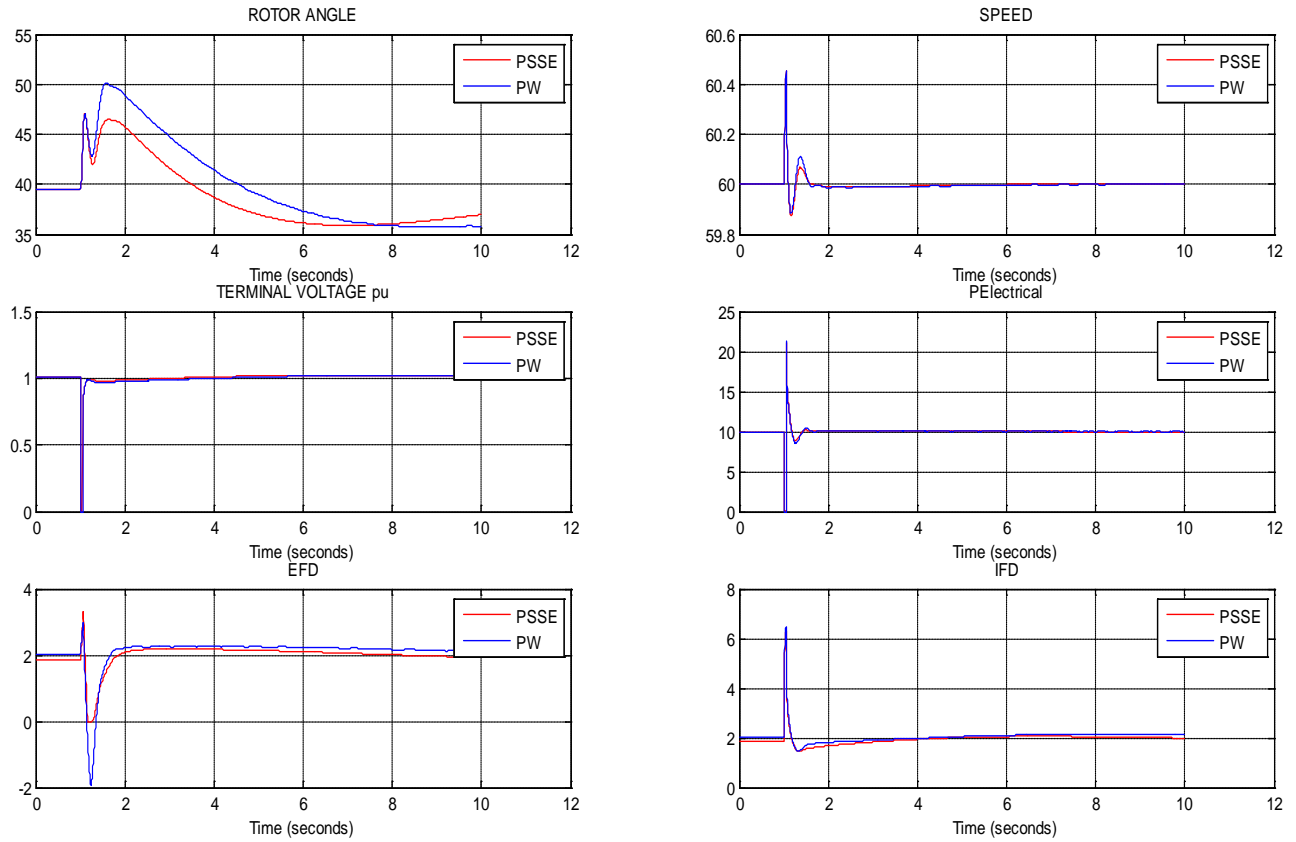 ROTOR ANGLE
55
50
45
40
35
PSSE
PW
0 2 4 6 8 10 12
Time (seconds)
SPEED
60.6
60.4
60.2
60
59.8
PSSE
PW
0 2 4 6 8 10 12
Time (seconds)
TERMINAL VOLTAGE pu
1.5
1
0.5
0
PSSE
PW
0 2 4 6 8 10 12
Time (seconds)
PElectrical
25
20
15
10
5
0
PSSE
PW
0 2 4 6 8 10 12
Time (seconds)
EFD
4
2
0
-2
PSSE
PW
0 2 4 6 8 10 12
Time (seconds)
IFD
8
6
4
2
0
PSSE
PW
0 2 4 6 8 10 12
Time (seconds)